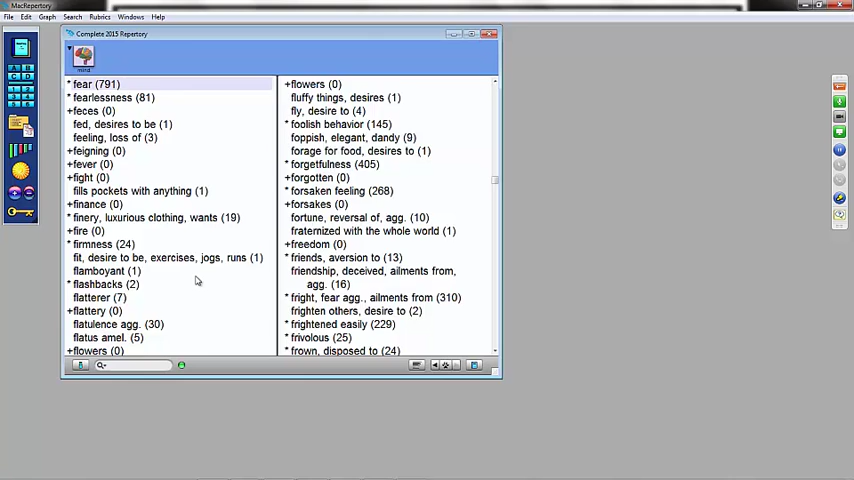 MacRepertory
File Edit Graph Search Rubrics Windows Help
Complete 2015 Repertory
mind
* fear (791)
* fearlessness (81)
+feces (0)
fed, desires to be (1)
feeling, loss of (3)
+feigning (0)
+fever (0)
+fight (0)
fills pockets with anything (1)
+finance (0)
* finery, luxurious clothing, wants (19)
+fire (0)
* firmness (24)
fit, desire to be, exercises, jogs, runs (1)
flamboyant (1)
* flashbacks (2)
flatterer (7)
+flattery (0)
flatulence agg. (30)
flatus amel. (5)
+flowers (0)
+flowers (0)
fluffy things, desires (1)
fly, desire to (4)
* foolish behavior (145)
foppish, elegant, dandy (9)
forage for food, desires to (1)
* forgetfulness (405)
+forgotten (0)
* forsaken feeling (268)
+forsakes (0)
fortune, reversal of, agg. (10)
fraternized with the whole world (1)
+freedom (0)
* friends, aversion to (13)
friendship, deceived, ailments from,
agg. (16)
* fright, fear agg., ailments from (310)
frighten others, desire to (2)
* frightened easily (229)
* frivolous (25)
* frown, disposed to (24)